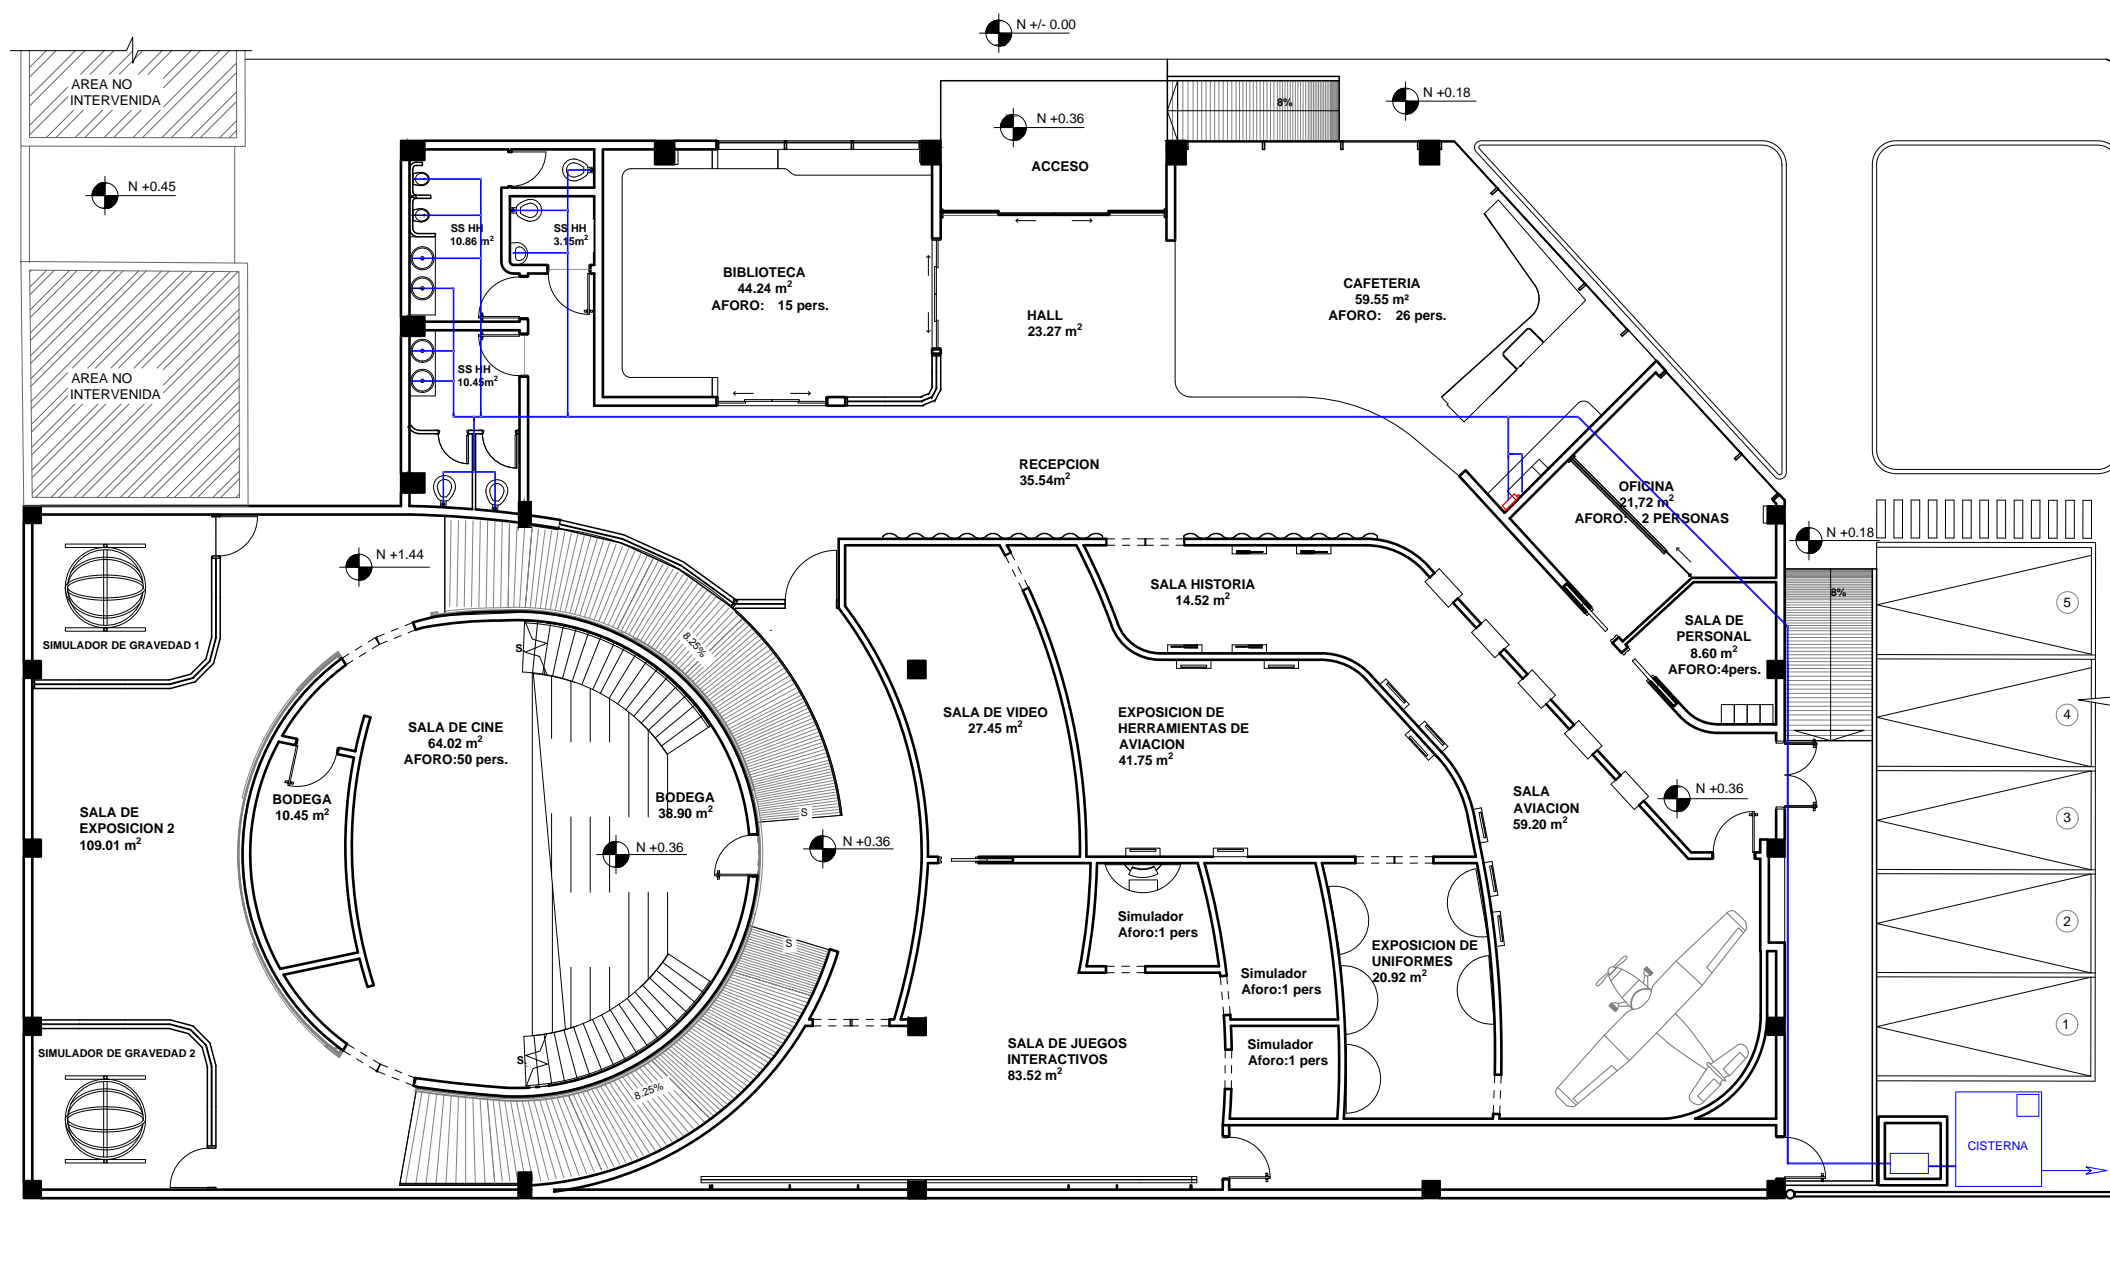 N +/- 0.00
AREA NO
INTERVENIDA
N +0.18
8%
N +0.36
ACCESO
N +0.45
SS HH
10.86 m²
SS HH
3.15m²
BIBLIOTECA
44.24 m²
AFORO: 15 pers.
CAFETERIA
59.55 m²
AFORO: 26 pers.
HALL
23.27 m²
AREA NO
INTERVENIDA
SS HH
10.45m²
RECEPCION
35.54m²
OFICINA
21,72 m²
AFORO: 2 PERSONAS
N +0.18
N +1.44
SALA HISTORIA
14.52 m²
8%
5
SIMULADOR DE GRAVEDAD 1
S.
8.25%
SALA DE
PERSONAL
8.60 m²
AFORO:4pers.
SALA DE CINE
64.02 m²
AFORO:50 pers.
SALA DE VIDEO
27.45 m²
EXPOSICION DE
HERRAMIENTAS DE
AVIACION
41.75 m²
4
SALA DE
EXPOSICION 2
109.01 m²
BODEGA
10.45 m²
BODEGA
38.90 m²
S
SALA
AVIACION
59.20 m²
N +0.36
3
N +0.36
N +0.36
Simulador
Aforo:1 pers
S
EXPOSICION DE
UNIFORMES
20.92 m²
2
Simulador
Aforo:1 pers
SIMULADOR DE GRAVEDAD 2
S.
8.25%
SALA DE JUEGOS
INTERACTIVOS
83.52 m²
Simulador
Aforo:1 pers
1
CISTERNA